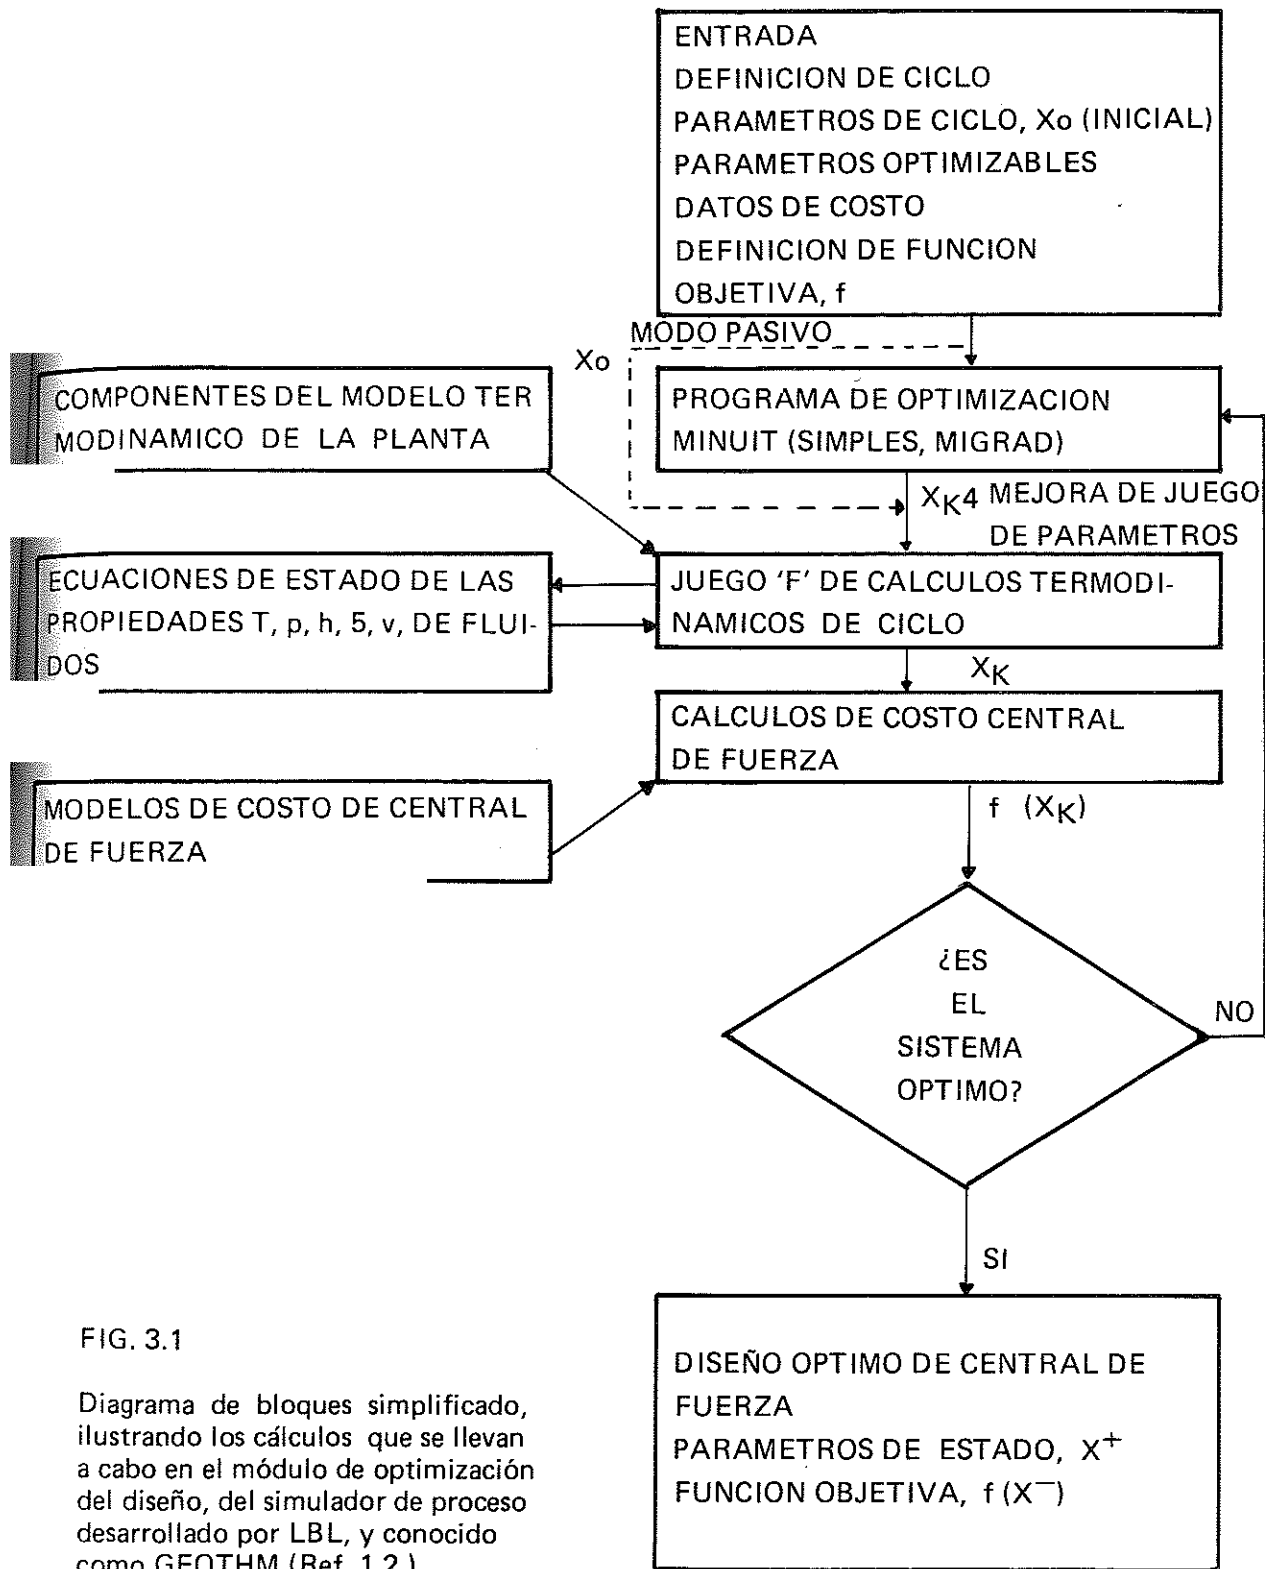 ENTRADA
DEFINICION DE CICLO
PARAMETROS DE CICLO, Xo (INICIAL)
PARAMETROS OPTIMIZABLES
DATOS DE COSTO
DEFINICION DE FUNCION
OBJETIVA, f
MODO PASIVO
Xo
COMPONENTES DEL MODELO TER
MODINAMICO DE LA PLANTA
PROGRAMA DE OPTIMIZACION
MINUIT (SIMPLES, MIGRAD)
XK4 MEJORA DE JUEGO
DE PARAMETROS
ECUACIONES DE ESTADO DE LAS
PROPIEDADES T, p, h, 5, v, DE FLUI-
DOS
JUEGO 'F' DE CALCULOS TERMODI-
NAMICOS DE CICLO
XK
CALCULOS DE COSTO CENTRAL
DE FUERZA
MODELOS DE COSTO DE CENTRAL
DE FUERZA
f (XK)
¿ES
EL
SISTEMA
OPTIMO?
NO
SI
DISEÑO OPTIMO DE CENTRAL DE
FUERZA
PARAMETROS DE ESTADO, X+
FUNCION OBJETIVA, f (X−)
FIG. 3.1
Diagrama de bloques simplificado,
ilustrando los cálculos que se llevan
a cabo en el módulo de optimización
del diseño, del simulador de proceso
desarrollado por LBL, y conocido
como GEOTHM (Ref. 1.2.)